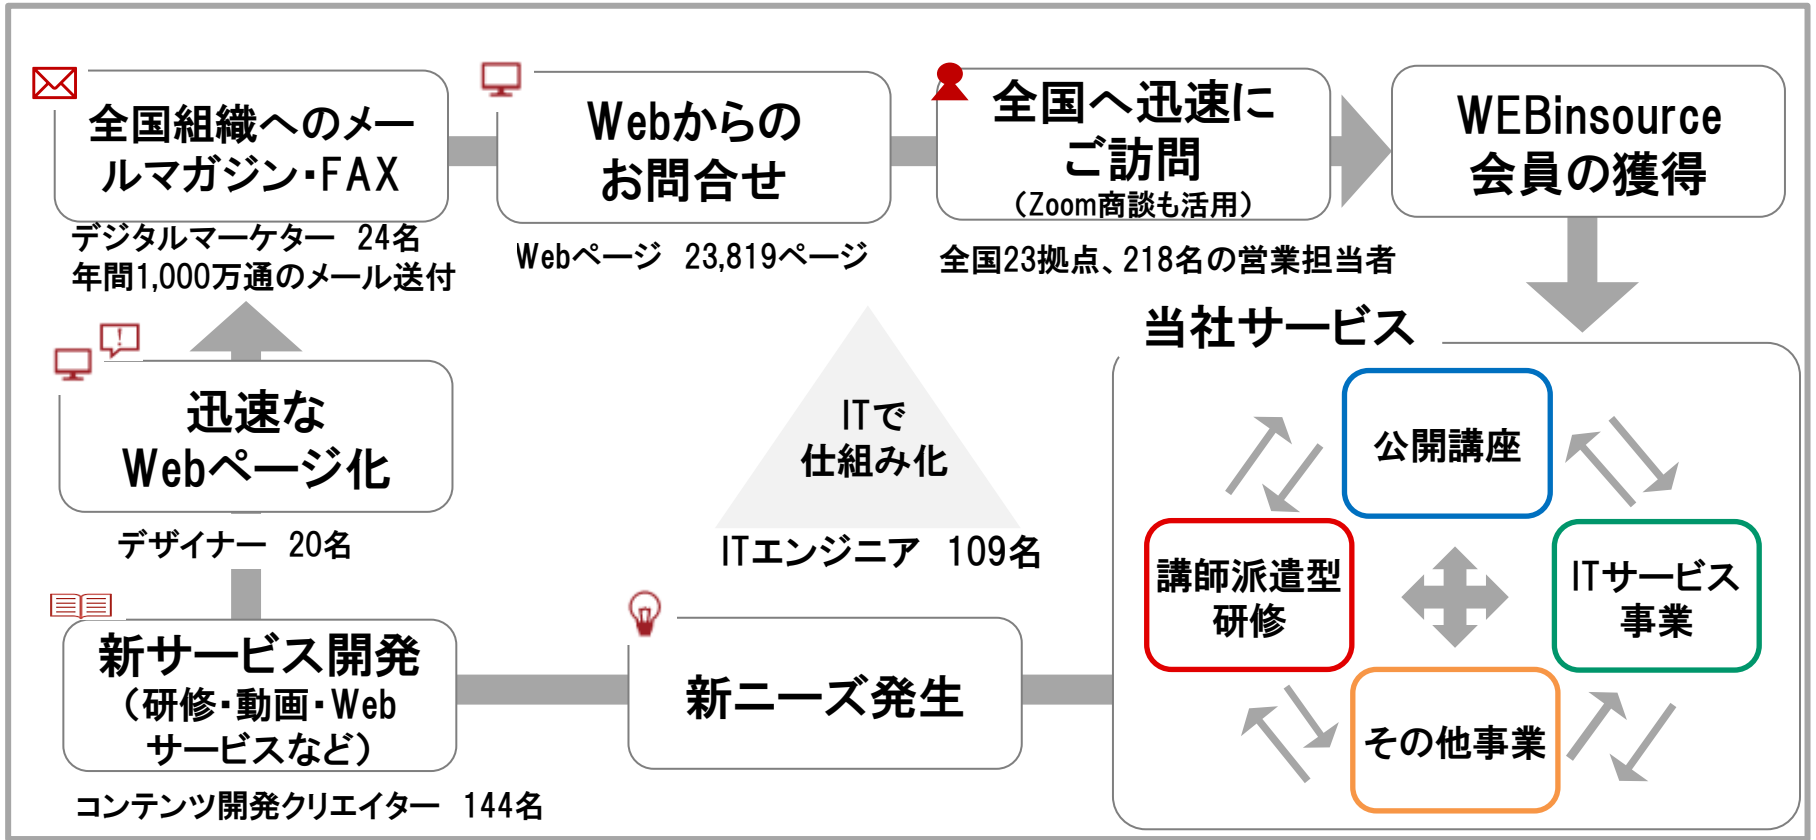 全国組織へのメー
ルマガジン・FAX
デジタルマーケター 24名
年間1,000万通のメール送付
Webからの
お問合せ
Webページ 23,819ページ
全国へ迅速に
ご訪問
（Zoom商談も活用）
全国23拠点、218名の営業担当者
WEBinsource
会員の獲得
当社サービス
公開講座
講師派遣型
研修
ITサービス
事業
その他事業
ITで
仕組み化
ITエンジニア 109名
新ニーズ発生
新サービス開発
（研修・動画・Web
サービスなど）
コンテンツ開発クリエイター 144名
迅速な
Webページ化
デザイナー 20名